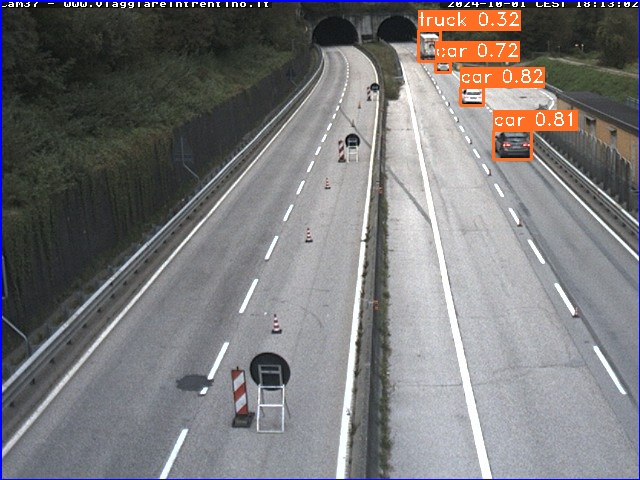 Cam37 - www.viaggiareintrentino.it
2024-10-01 CEST 18:13:02
truck 0.32
car 0.72
car 0.82
car 0.81